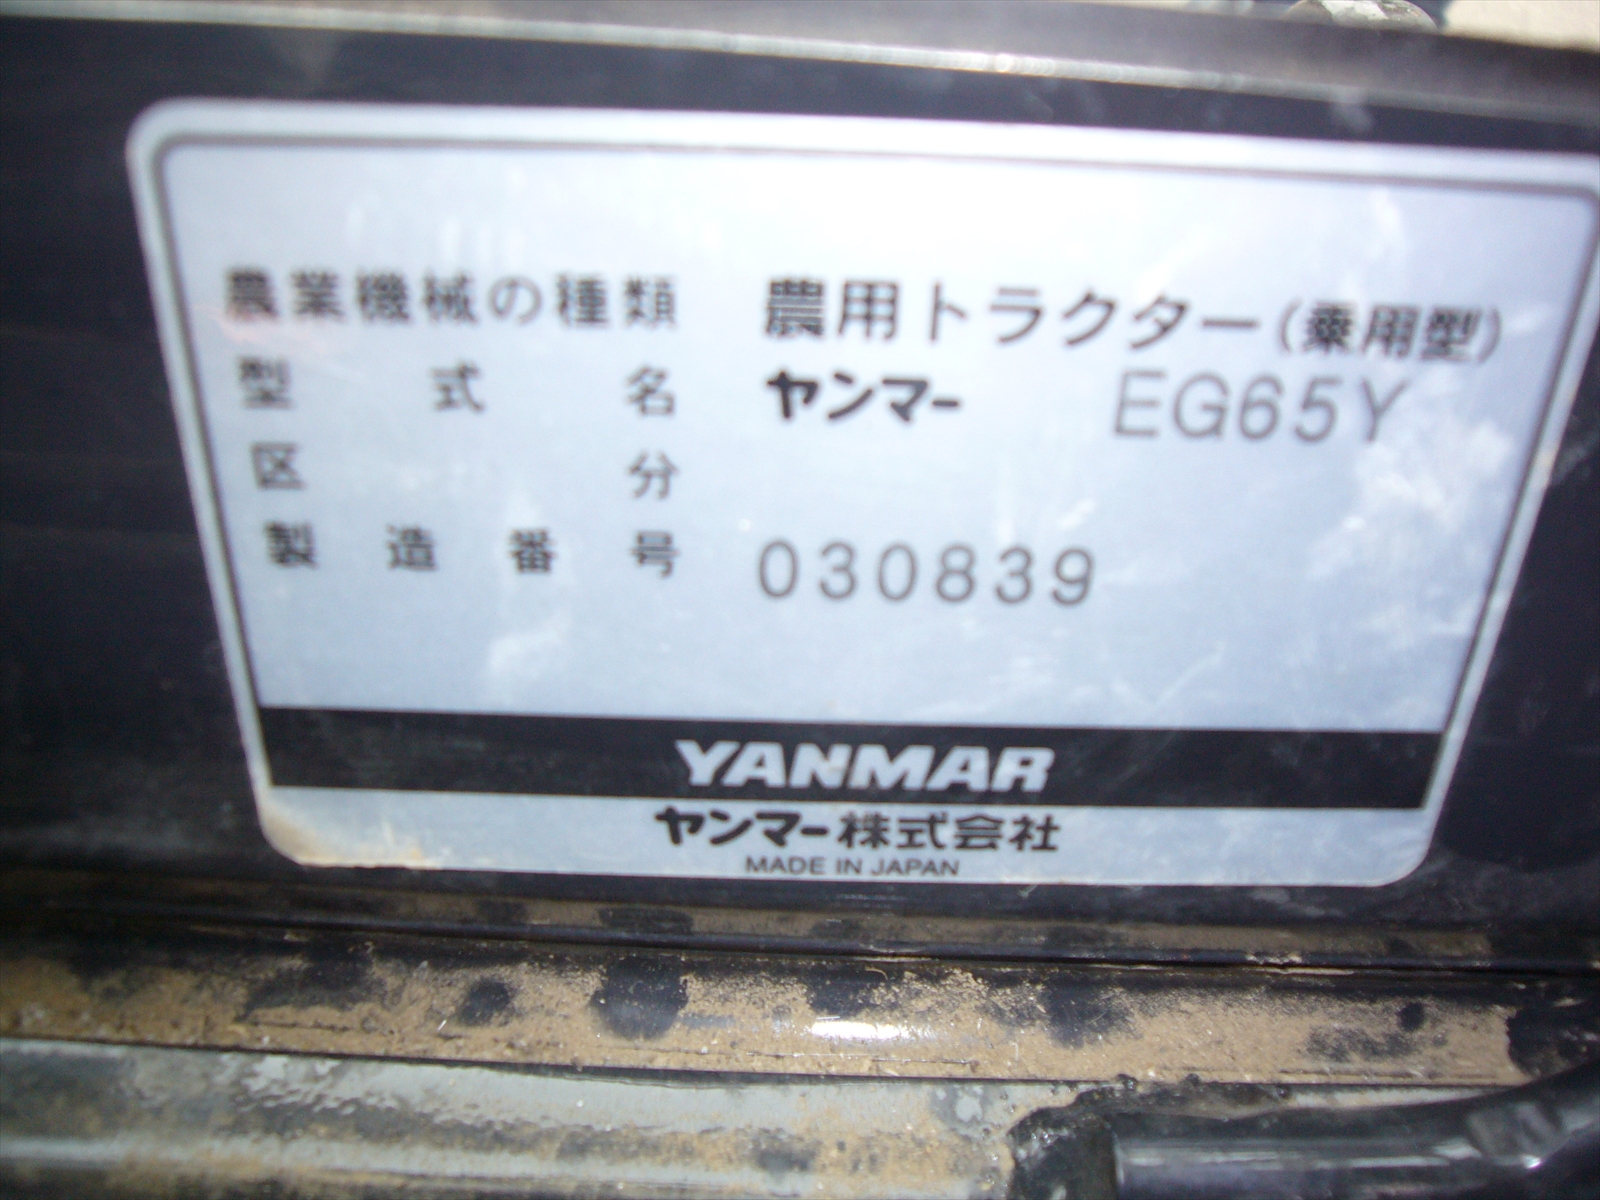 農業機械の種類 農用トラクター(乗用型)
型式名 ヤンマー EG65Y
区分
製造番号 030839
YANMAR
ヤンマー株式会社
MADE IN JAPAN